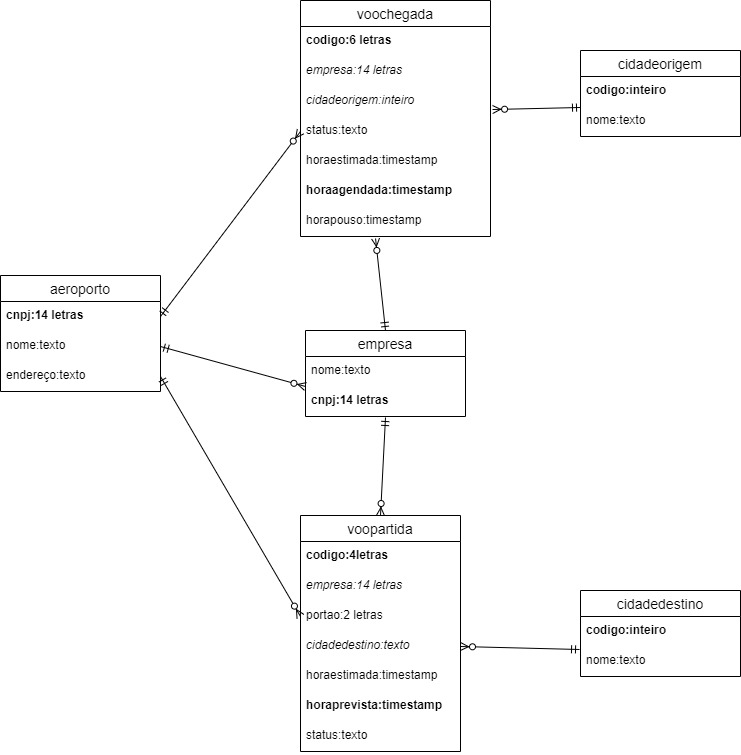 voochegada
codigo:6 letras
empresa:14 letras
cidadeorigem:inteiro
status:texto
horaestimada:timestamp
horaagendada:timestamp
horapouso:timestamp
cidadeorigem
codigo:inteiro
nome:texto
aeroporto
cnpj:14 letras
nome:texto
endereço:texto
empresa
nome:texto
cnpj:14 letras
voopartida
codigo:4letras
empresa:14 letras
portao:2 letras
cidadedestino:texto
horaestimada:timestamp
horaprevista:timestamp
status:texto
cidadedestino
codigo:inteiro
nome:texto